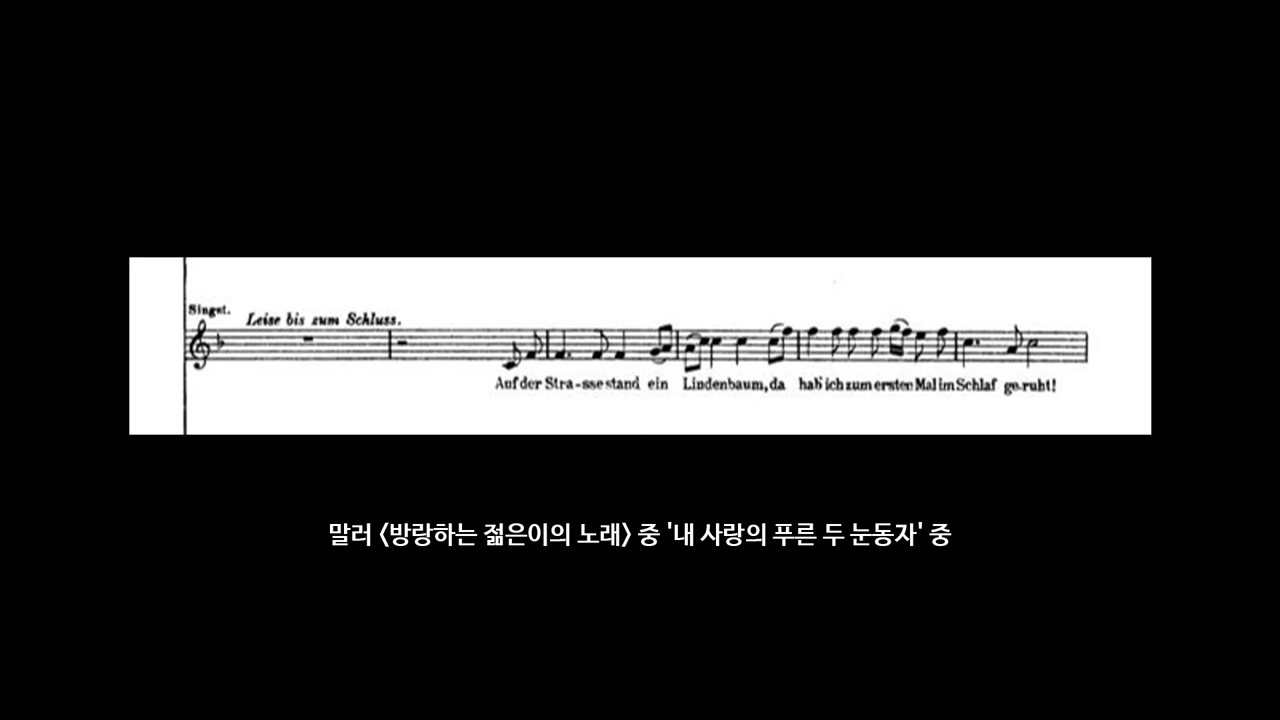 Singst.
Leise bis zum Schluss.
Auf der Stra-sse stand ein Lindenbaum, da hab' ich zum ersten Mal im Schlaf ge-ruht!
말러 <방랑하는 젊은이의 노래> 중 '내 사랑의 푸른 두 눈동자' 중